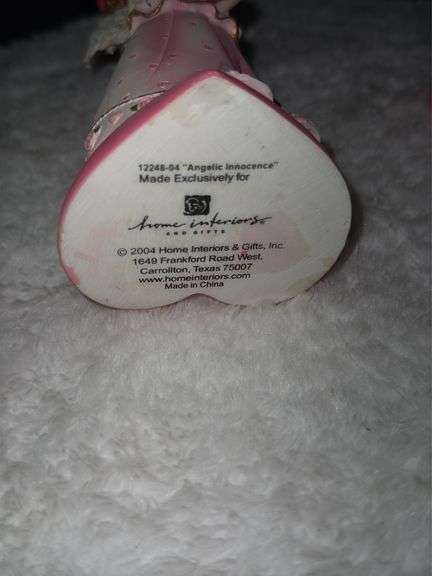 12248-04 "Angelic Innocence"
Made Exclusively for
home interiors
AND GIFTS
© 2004 Home Interiors & Gifts, Inc.
1649 Frankford Road West,
Carrollton, Texas 75007
www.homeinteriors.com
Made in China